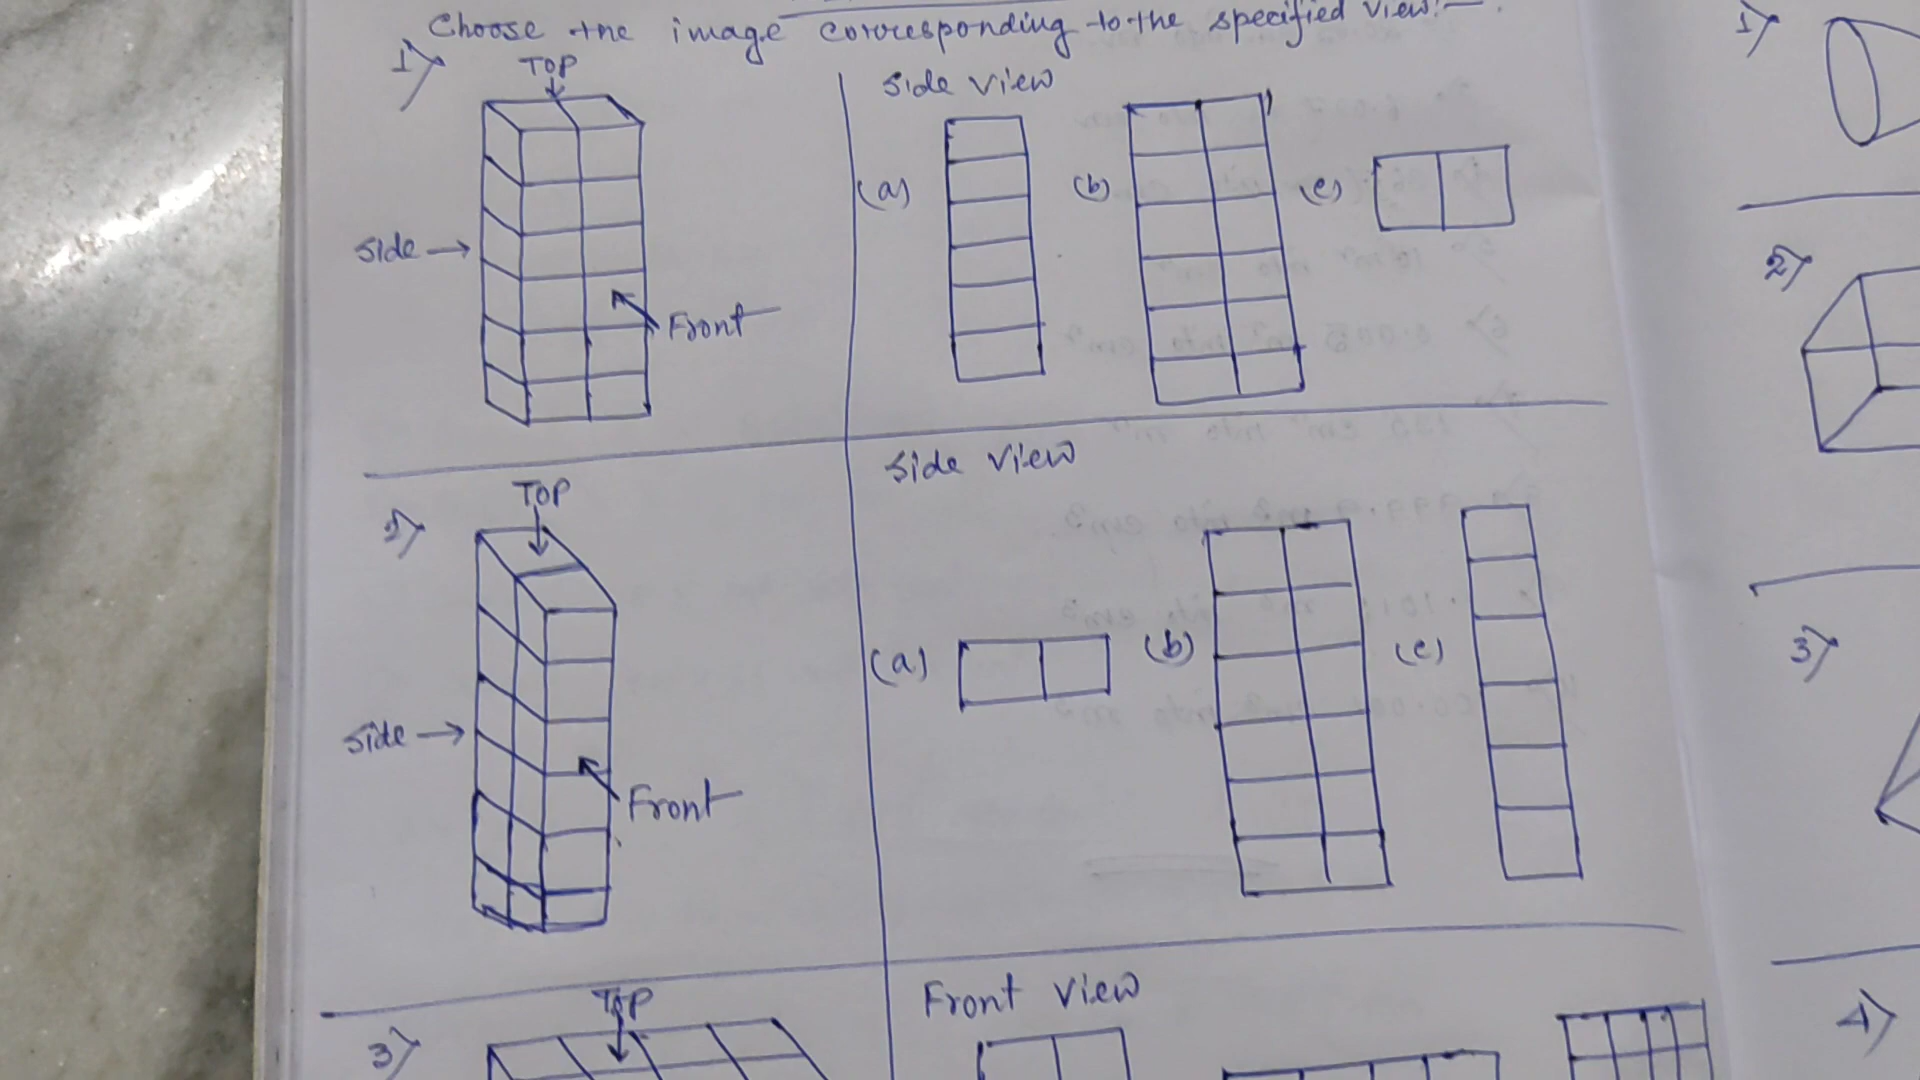 Choose the image corresponding to the specified view:-
1)
TOP
Side →
Front
Side view
(a)
(b)
(c)
2)
TOP
Side →
Front
Side view
(a)
(b)
(c)
3)
TOP
Front view
1)
2)
3)
4)